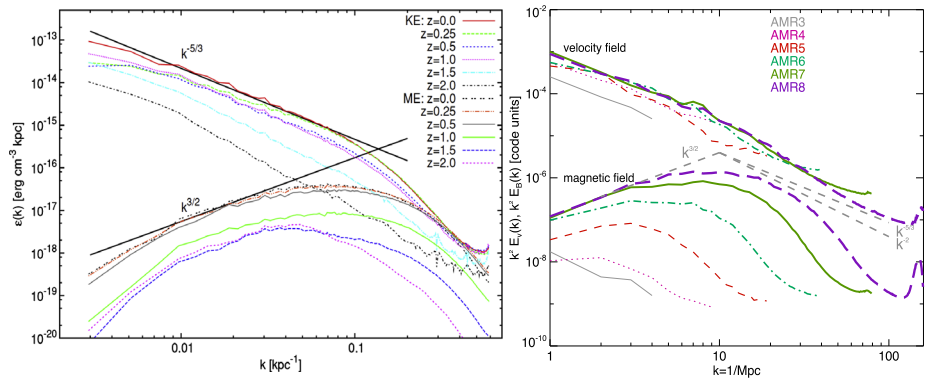 KE: z=0.0
z=0.25
z=0.5
z=1.0
z=1.5
z=2.0
ME: z=0.0
z=0.25
z=0.5
z=1.0
z=1.5
z=2.0
k^-5/3
k^3/2
10^-13
10^-14
10^-15
10^-16
10^-17
10^-18
10^-19
10^-20
ε(k) [erg cm^-3 kpc]
0.01 0.1
k [kpc^-1]
AMR3
AMR4
AMR5
AMR6
AMR7
AMR8
velocity field
magnetic field
k^3/2
k^-5/3
k^-2
10^-2
10^-4
10^-6
10^-8
10^-10
k² E_v(k), k² E_B(k) [code units]
1 10 100
k=1/Mpc